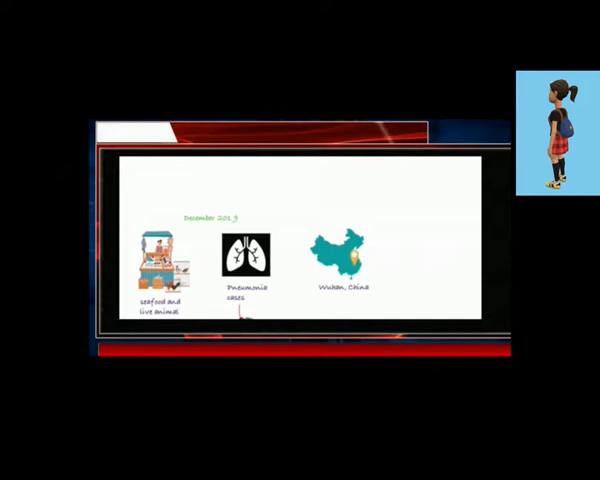 December 2019
Pneumonia
cases
Wuhan, China
seafood and
live animal